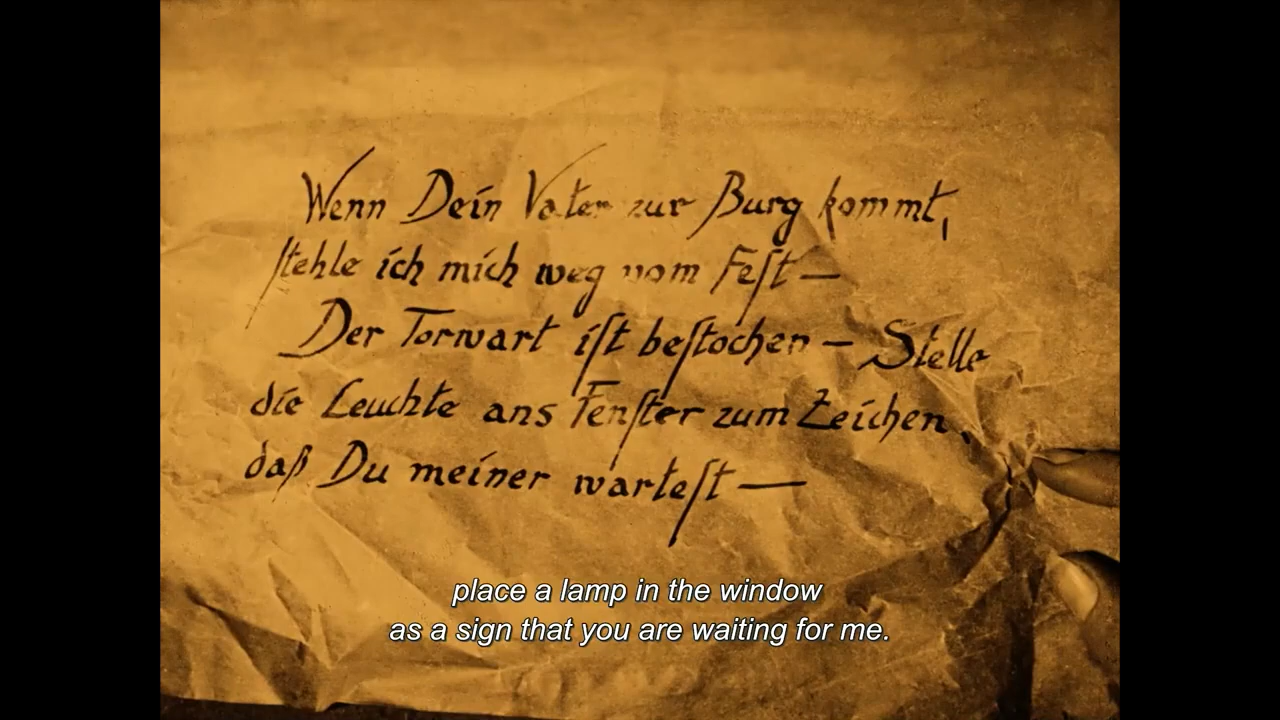 Wenn Dein Vater zur Burg kommt,
ſtehle ich mich weg vom Feſt —
Der Torwart iſt beſtochen — Stelle
die Leuchte ans Fenſter zum Zeichen,
daß Du meiner warteſt —
place a lamp in the window
as a sign that you are waiting for me.